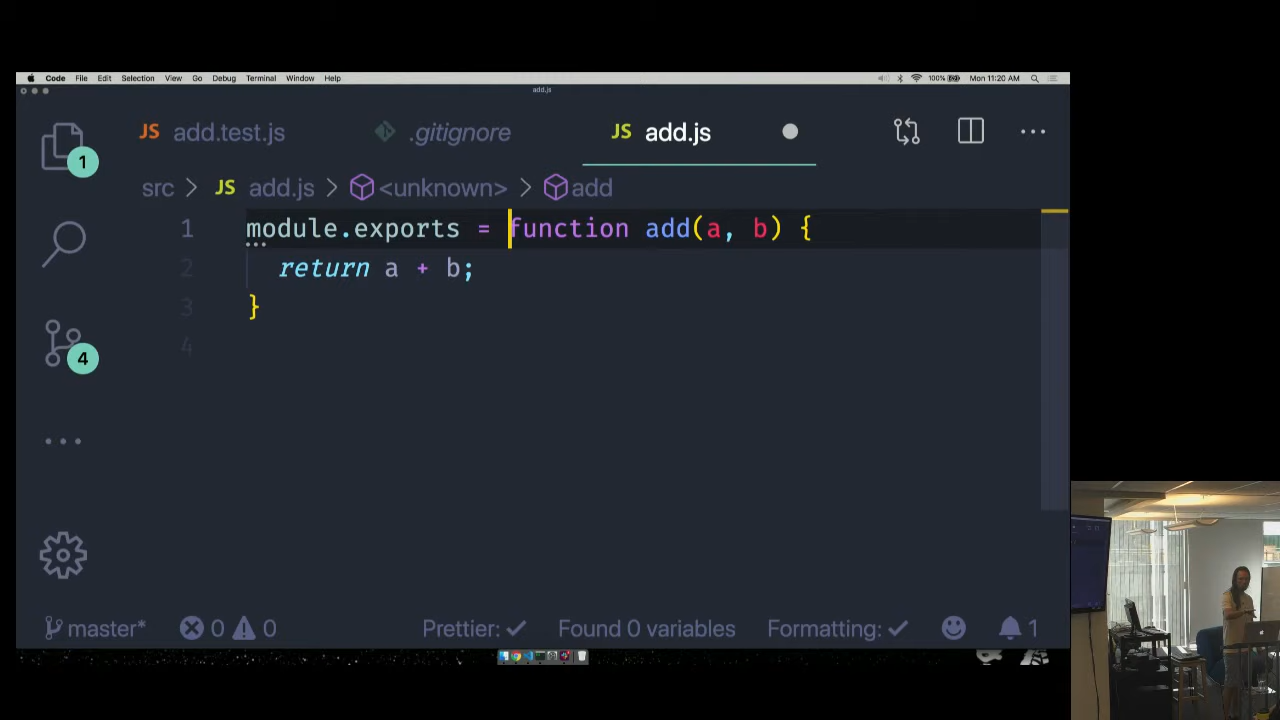 Code File Edit Selection View Go Debug Terminal Window Help 100% Mon 11:20 AM
add.js
JS add.test.js .gitignore JS add.js
1
src > JS add.js > <unknown> > add
1 module.exports = function add(a, b) {
2 return a + b;
3 }
4
4
master* 0 0 Prettier: ✓ Found 0 variables Formatting: ✓ 1